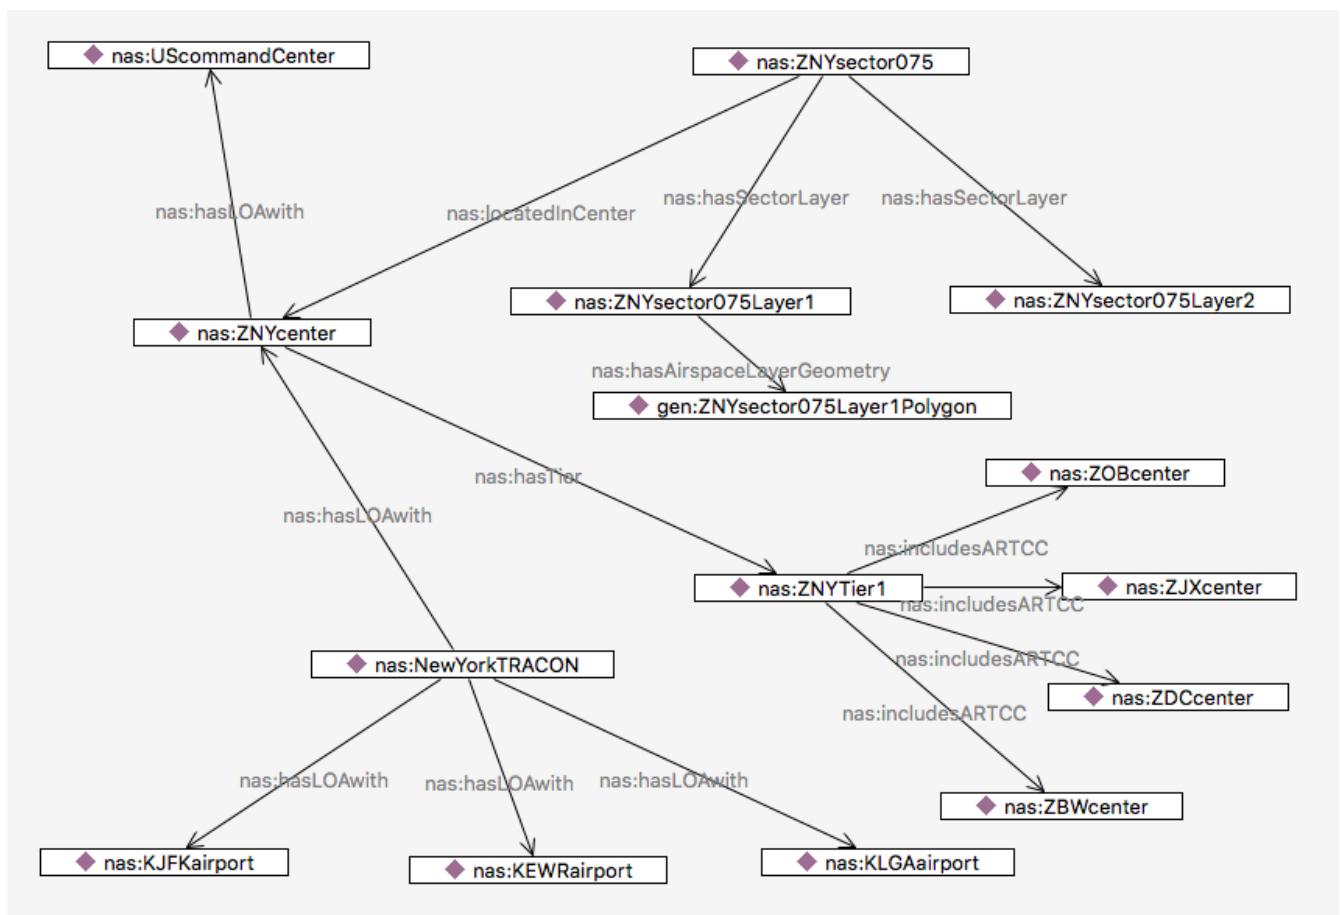 nas:UScommandCenter
nas:ZNYsector075
nas:hasLOAwith
nas:locatedInCenter
nas:hasSectorLayer
nas:hasSectorLayer
nas:ZNYcenter
nas:ZNYsector075Layer1
nas:ZNYsector075Layer2
nas:hasAirspaceLayerGeometry
gen:ZNYsector075Layer1Polygon
nas:hasTier
nas:hasLOAwith
nas:ZOBcenter
nas:includesARTCC
nas:ZNYTier1
nas:ZJXcenter
nas:includesARTCC
nas:includesARTCC
nas:ZDCcenter
nas:includesARTCC
nas:NewYorkTRACON
nas:ZBWcenter
nas:hasLOAwith
nas:hasLOAwith
nas:hasLOAwith
nas:KJFKairport
nas:KEWRairport
nas:KLGAairport